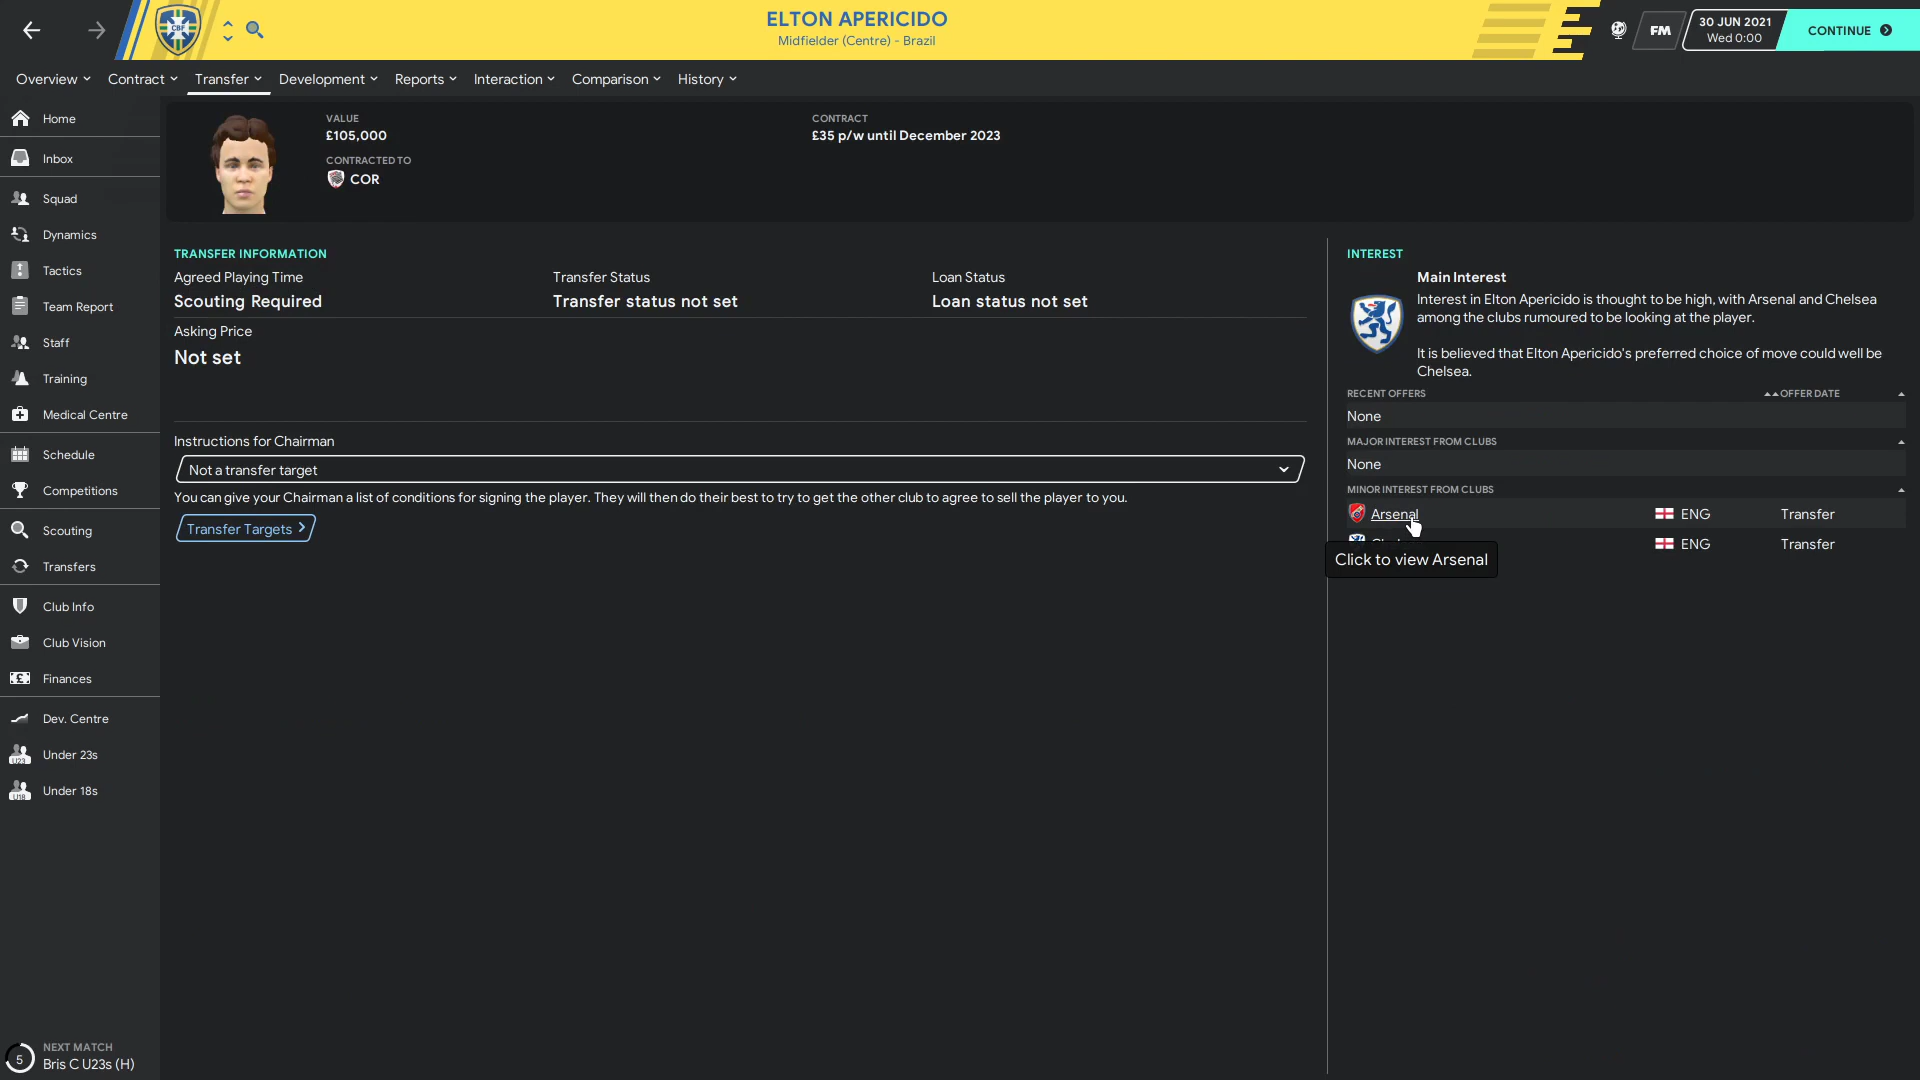 CBF
ELTON APERICIDO
Midfielder (Centre) - Brazil
FM
30 JUN 2021
Wed 0:00
CONTINUE
Overview
Contract
Transfer
Development
Reports
Interaction
Comparison
History
Home
Inbox
Squad
Dynamics
Tactics
Team Report
Staff
Training
Medical Centre
Schedule
Competitions
Scouting
Transfers
Club Info
Club Vision
Finances
Dev. Centre
U23
Under 23s
U18
Under 18s
5
NEXT MATCH
Bris C U23s (H)
VALUE
£105,000
CONTRACTED TO
COR
CONTRACT
£35 p/w until December 2023
TRANSFER INFORMATION
Agreed Playing Time
Scouting Required
Transfer Status
Transfer status not set
Loan Status
Loan status not set
Asking Price
Not set
Instructions for Chairman
Not a transfer target
You can give your Chairman a list of conditions for signing the player. They will then do their best to try to get the other club to agree to sell the player to you.
Transfer Targets
INTEREST
Main Interest
Interest in Elton Apericido is thought to be high, with Arsenal and Chelsea
among the clubs rumoured to be looking at the player.
It is believed that Elton Apericido's preferred choice of move could well be
Chelsea.
RECENT OFFERS
OFFER DATE
None
MAJOR INTEREST FROM CLUBS
None
MINOR INTEREST FROM CLUBS
Arsenal
ENG
Transfer
ENG
Transfer
Click to view Arsenal